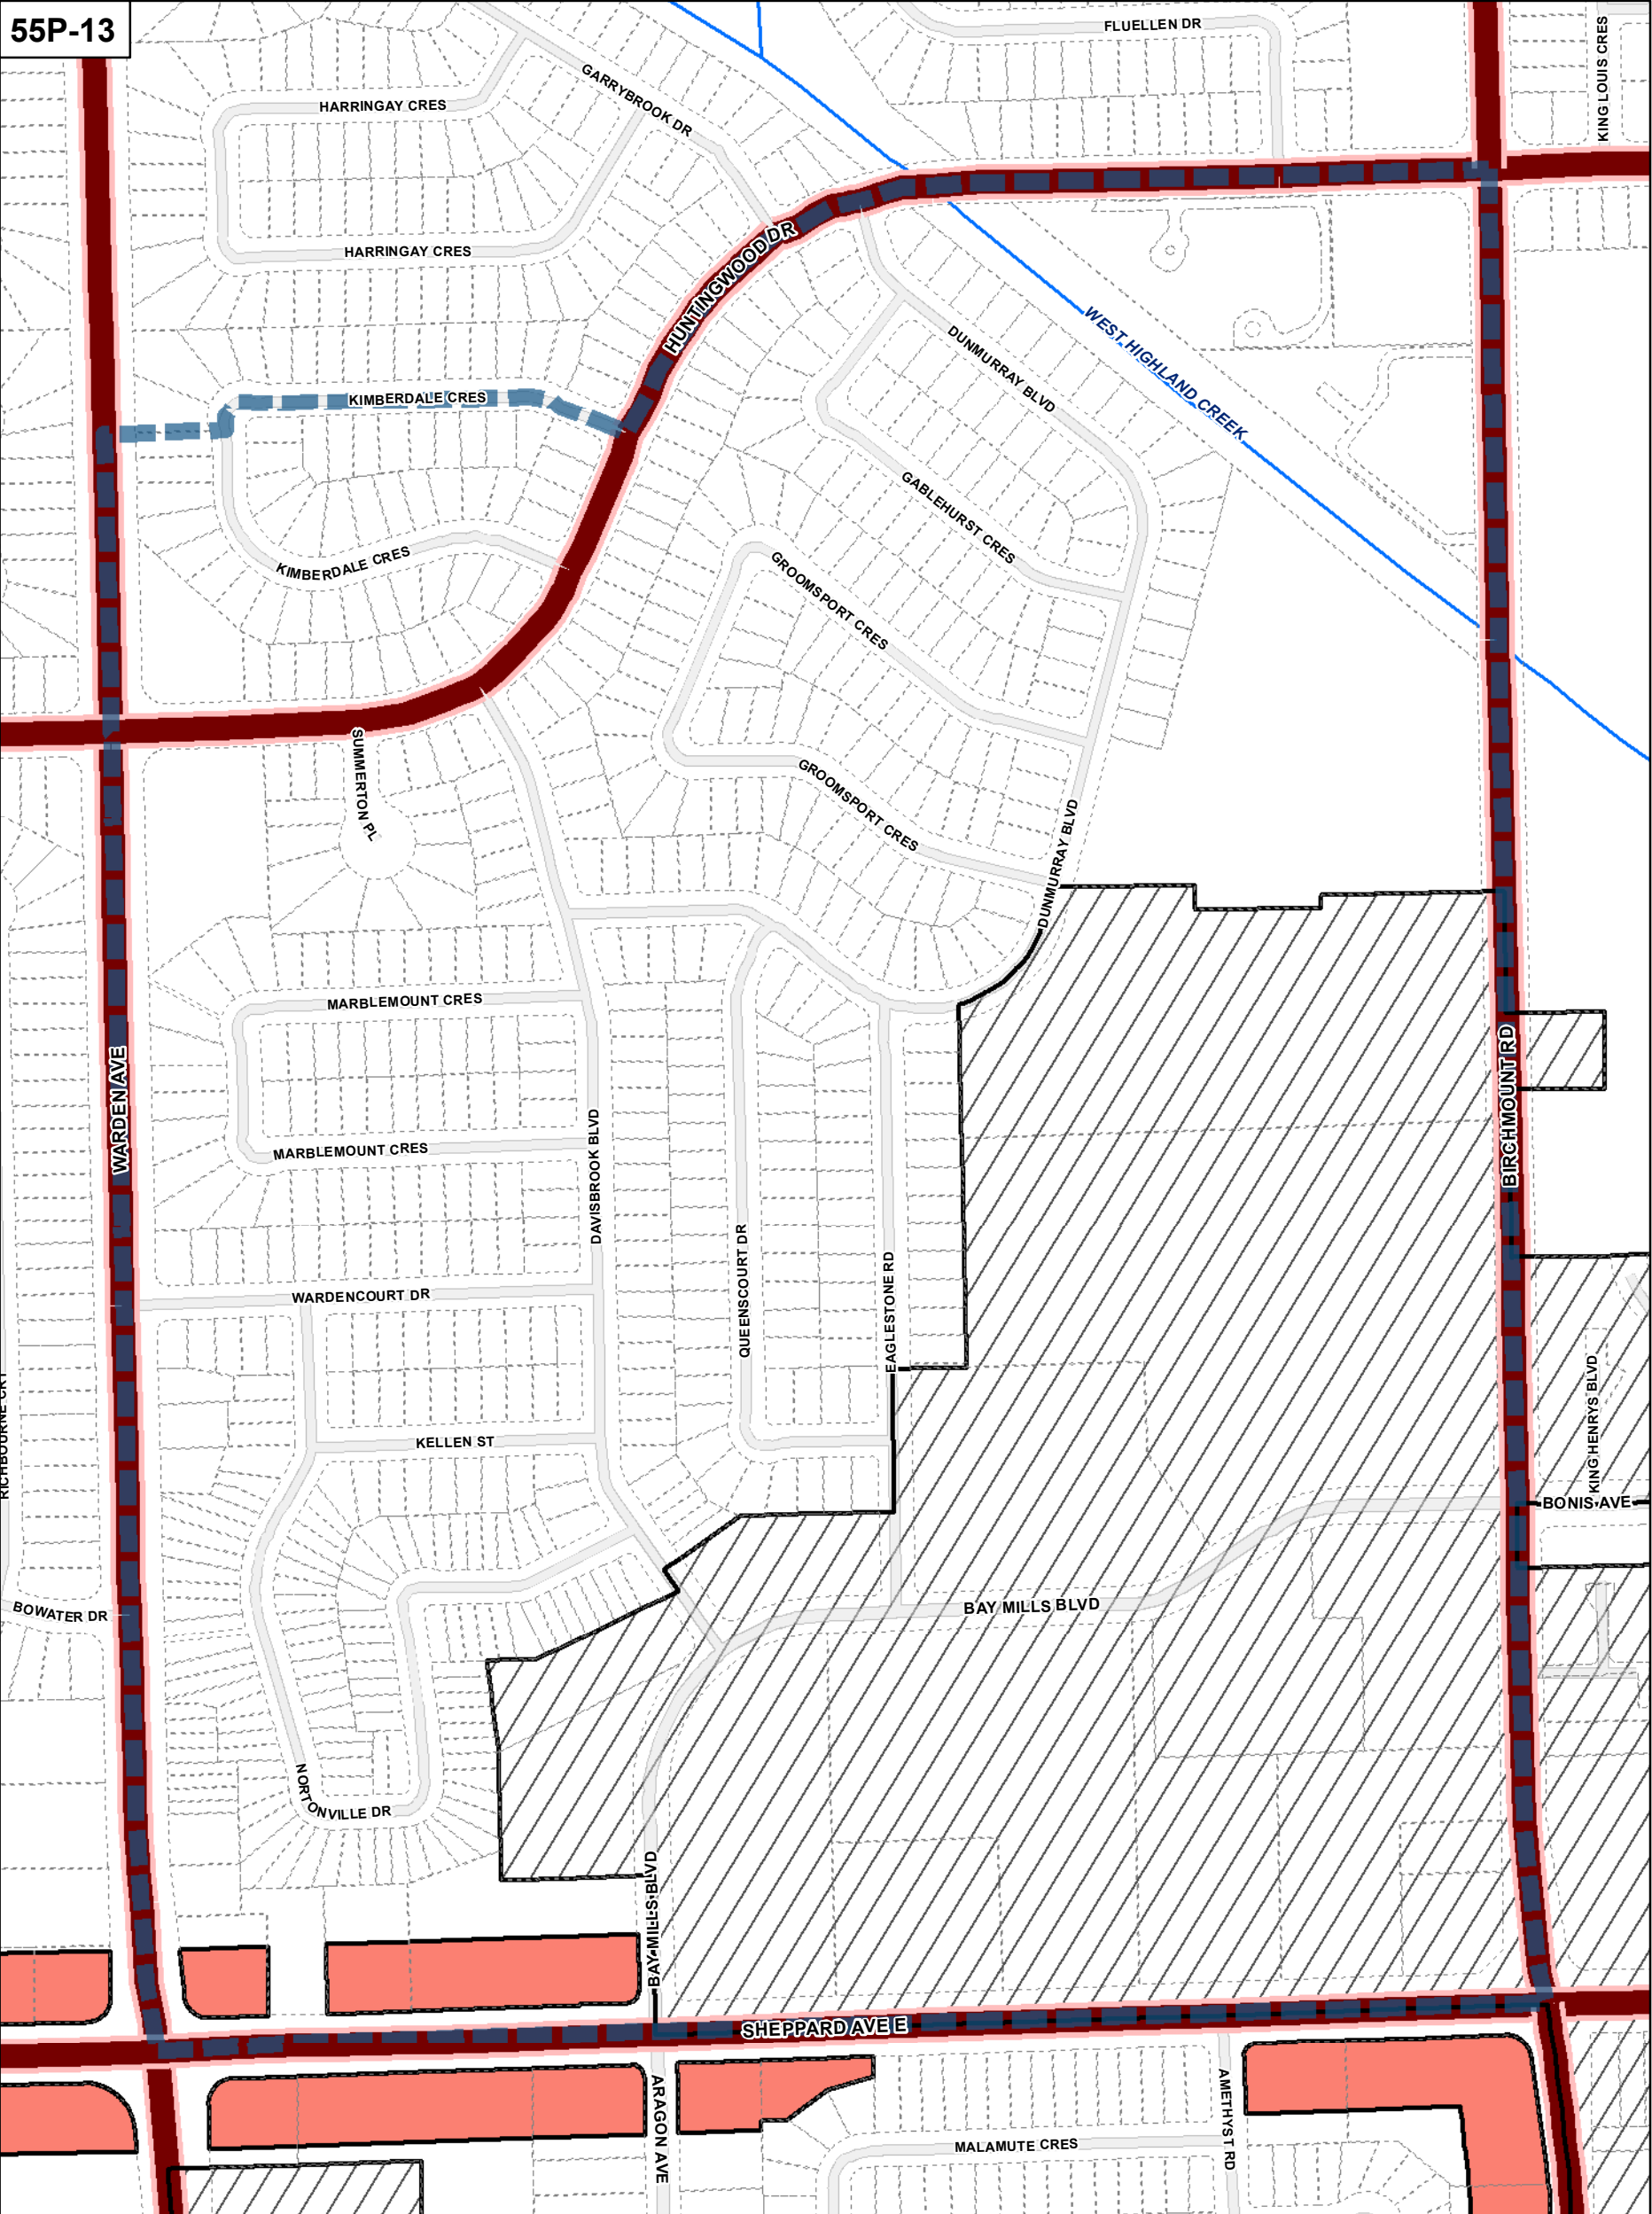 55P-13
FLUELLEN DR
KING LOUIS CRES
GARRYBROOK DR
HARRINGAY CRES
HARRINGAY CRES
HUNTINGWOOD DR
WEST HIGHLAND CREEK
DUNMURRAY BLVD
KIMBERDALE CRES
GABLEHURST CRES
KIMBERDALE CRES
GROOMSPORT CRES
SUMMERTON PL
GROOMSPORT CRES
DUNMURRAY BLVD
MARBLEMOUNT CRES
WARDEN AVE
BIRCHMOUNT RD
MARBLEMOUNT CRES
DAVISBROOK BLVD
QUEENSCOURT DR
EAGLESTONE RD
WARDENCOURT DR
KING HENRYS BLVD
KELLEN ST
BONIS AVE
BOWATER DR
BAY MILLS BLVD
NORTONVILLE DR
BAY MILLS BLVD
SHEPPARD AVE E
ARAGON AVE
AMETHYST RD
MALAMUTE CRES